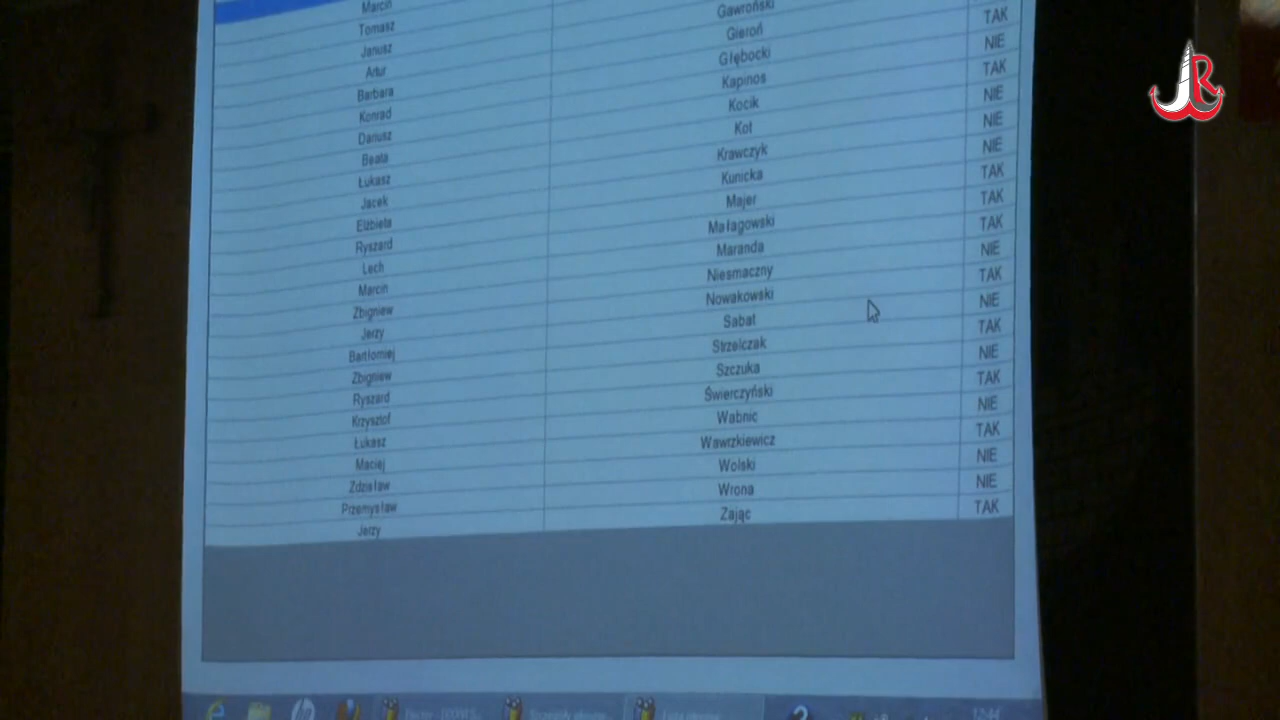 Marcin
Tomasz
Janusz
Artur Gawroński
Barbara Gieroń
Konrad Głębocki TAK
Dariusz Kapinos NIE
Beata Kocik TAK
Łukasz Kot NIE
Jacek Krawczyk NIE
Elżbieta Kunicka NIE
Ryszard Majer TAK
Lech Małagowski TAK
Marcin Maranda TAK
Zbigniew Niesmaczny NIE
Jerzy Nowakowski TAK
Bartłomiej Sabat NIE
Zbigniew Strzelczak TAK
Ryszard Szczuka NIE
Krzysztof Świerczyński TAK
Łukasz Wabnic NIE
Maciej Wawrzkiewicz TAK
Zdzisław Wolski NIE
Przemysław Wrona NIE
Jerzy Zając TAK